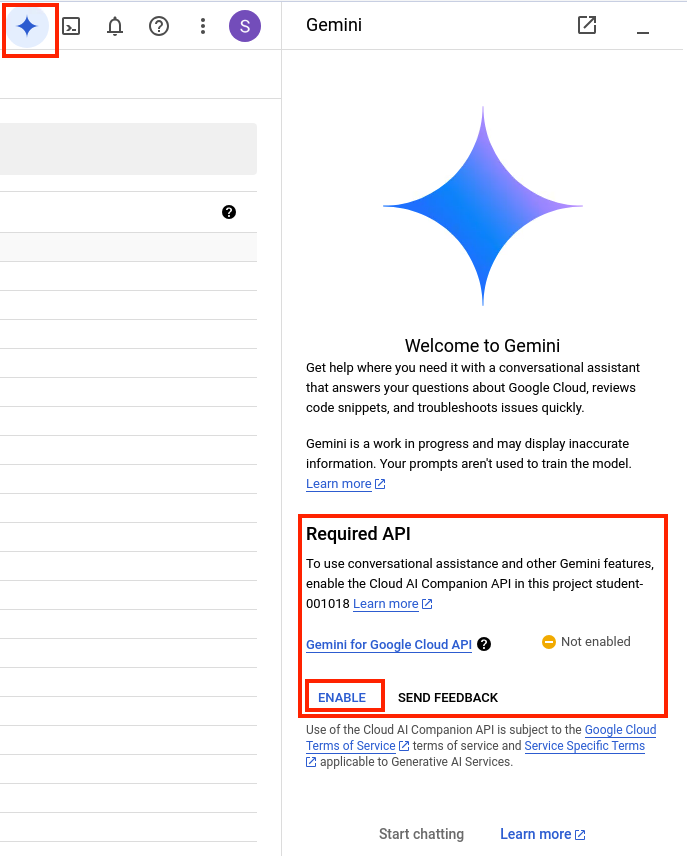 S
Gemini
Welcome to Gemini
Get help where you need it with a conversational assistant
that answers your questions about Google Cloud, reviews
code snippets, and troubleshoots issues quickly.
Gemini is a work in progress and may display inaccurate
information. Your prompts aren't used to train the model.
Learn more
Required API
To use conversational assistance and other Gemini features,
enable the Cloud AI Companion API in this project student-
001018 Learn more
Gemini for Google Cloud API
Not enabled
ENABLE
SEND FEEDBACK
Use of the Cloud AI Companion API is subject to the Google Cloud
Terms of Service terms of service and Service Specific Terms
applicable to Generative AI Services.
Start chatting
Learn more